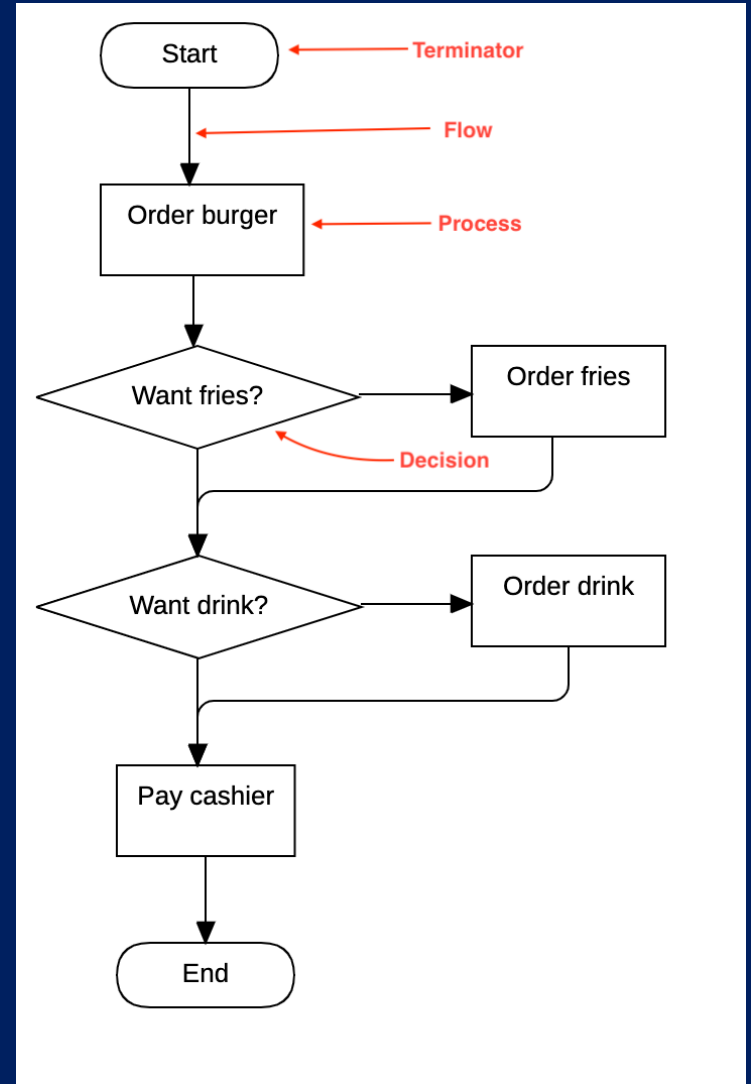 Start
Terminator
Flow
Order burger
Process
Want fries?
Order fries
Decision
Want drink?
Order drink
Pay cashier
End